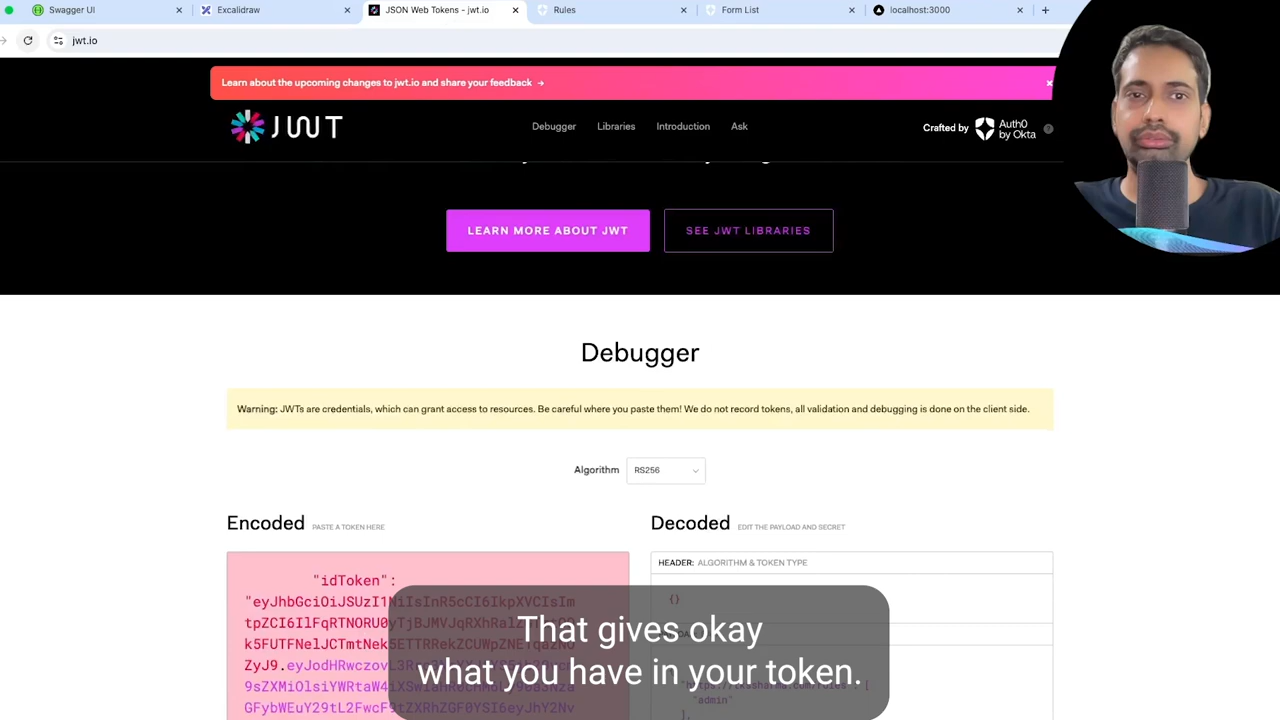 Swagger UI
Excalidraw
JSON Web Tokens - jwt.io
Rules
Form List
localhost:3000
jwt.io
Learn about the upcoming changes to jwt.io and share your feedback →
JWT
Debugger
Libraries
Introduction
Ask
Crafted by
Auth0
by Okta
LEARN MORE ABOUT JWT
SEE JWT LIBRARIES
Debugger
Warning: JWTs are credentials, which can grant access to resources. Be careful where you paste them! We do not record tokens, all validation and debugging is done on the client side.
Algorithm
RS256
Encoded PASTE A TOKEN HERE
Decoded EDIT THE PAYLOAD AND SECRET
HEADER: ALGORITHM & TOKEN TYPE
{}
"idToken":
"admin"
That gives okay
what you have in your token.